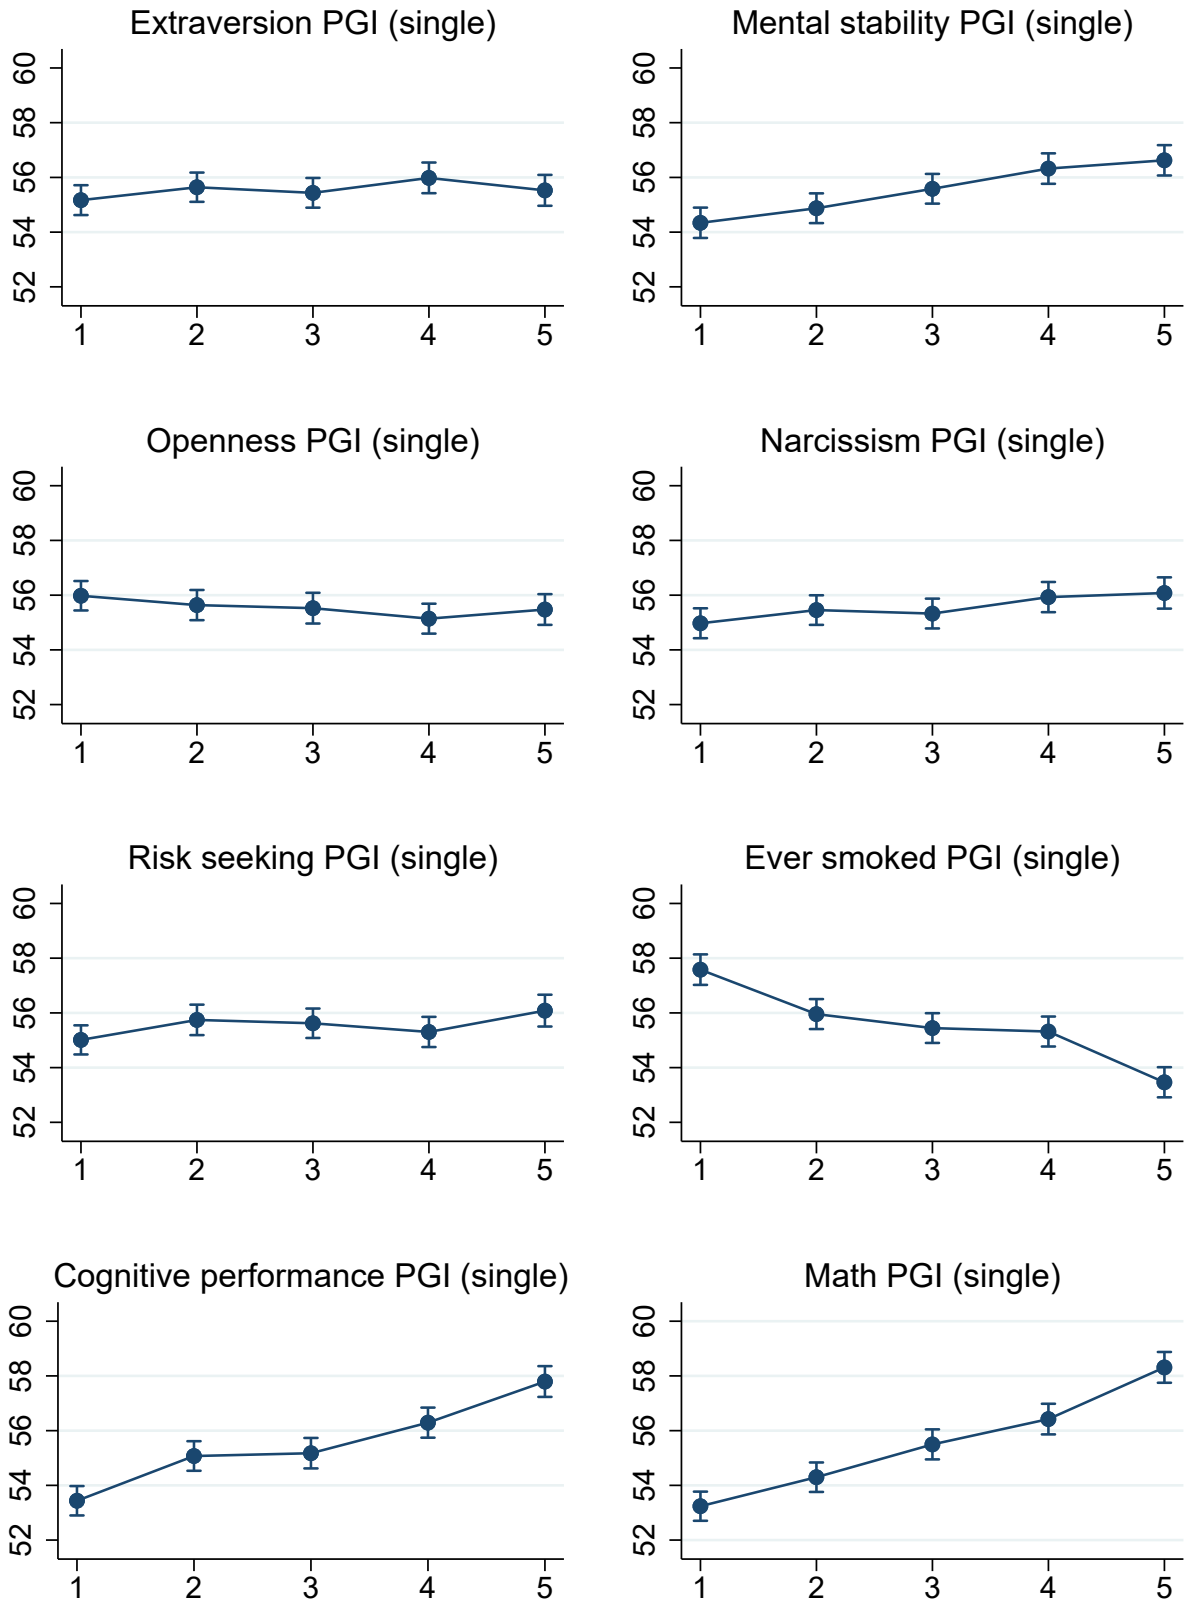 Extraversion PGI (single)
60
58
56
54
52
1 2 3 4 5
Mental stability PGI (single)
60
58
56
54
52
1 2 3 4 5
Openness PGI (single)
60
58
56
54
52
1 2 3 4 5
Narcissism PGI (single)
60
58
56
54
52
1 2 3 4 5
Risk seeking PGI (single)
60
58
56
54
52
1 2 3 4 5
Ever smoked PGI (single)
60
58
56
54
52
1 2 3 4 5
Cognitive performance PGI (single)
60
58
56
54
52
1 2 3 4 5
Math PGI (single)
60
58
56
54
52
1 2 3 4 5